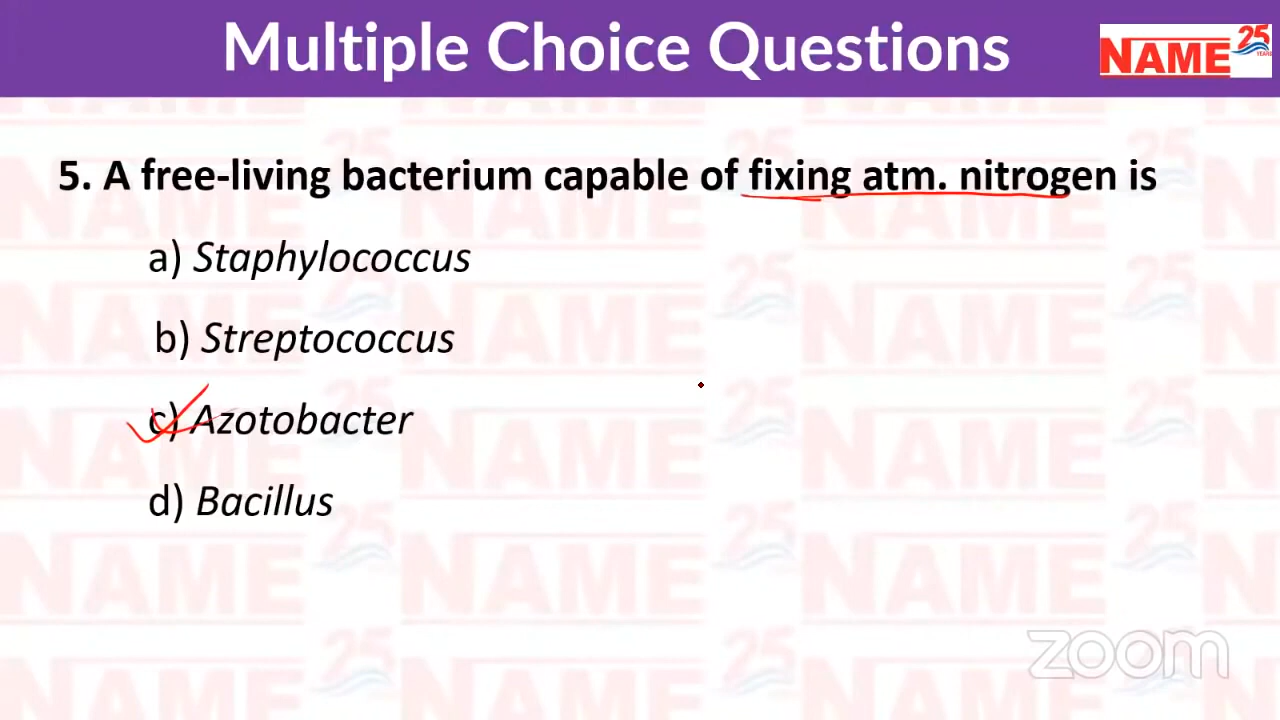 Multiple Choice Questions
NAME 25 YEARS
5. A free-living bacterium capable of fixing atm. nitrogen is
a) Staphylococcus
b) Streptococcus
c) Azotobacter
d) Bacillus
zoom